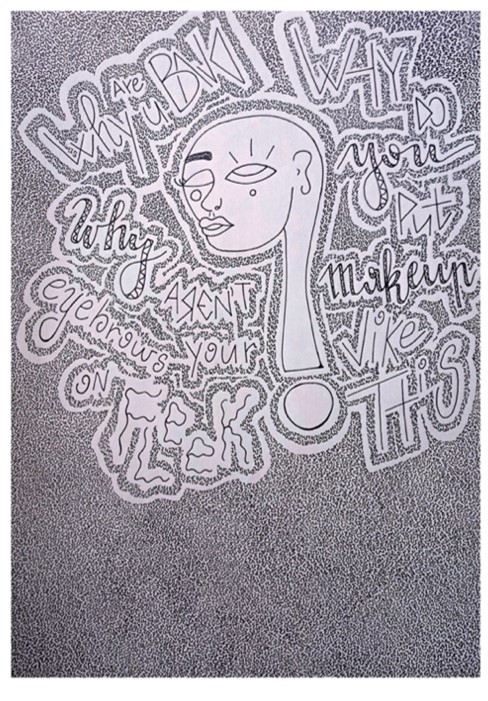 Why Are u BALD
Why AREN'T
your eyebrows
ON FLEEK
WHY
DO
you
Put
Makeup
like
THiS